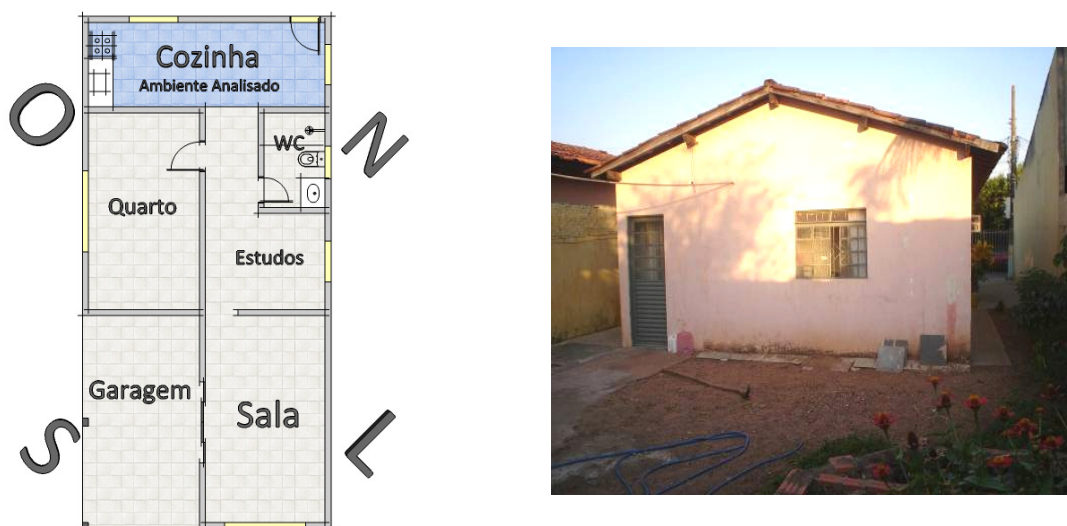 Cozinha
Ambiente Analisado
O
N
WC
Quarto
Estudos
Garagem
Sala
S
L